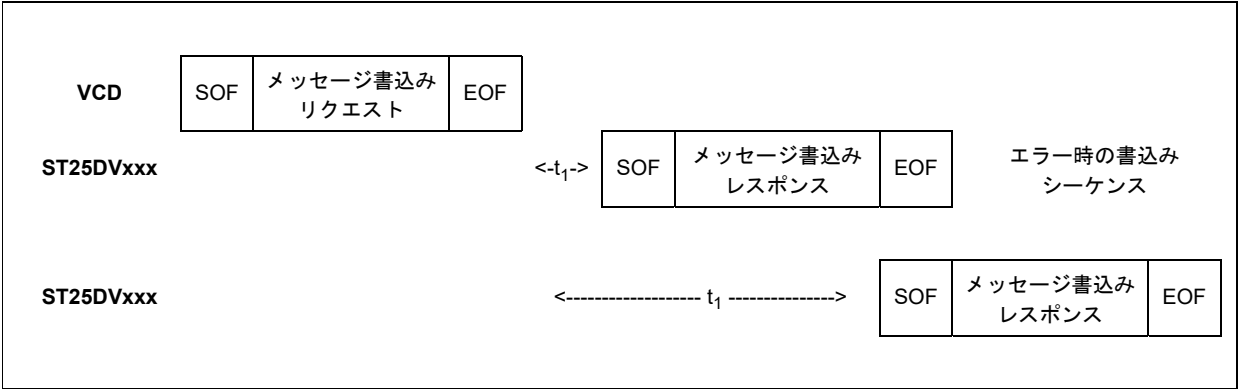 VCD SOF メッセージ書込み リクエスト EOF
ST25DVxxx <-t1-> SOF メッセージ書込み レスポンス EOF エラー時の書込み シーケンス
ST25DVxxx <------------------- t1 ---------------> SOF メッセージ書込み レスポンス EOF